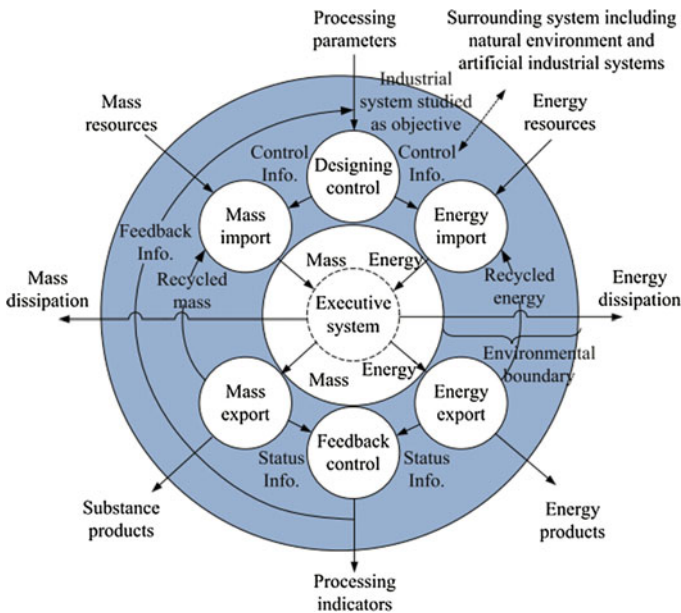 Processing
parameters
Surrounding system including
natural environment and
artificial industrial systems
Industrial
system studied
as objective
Mass
resources
Energy
resources
Control
Info.
Designing
control
Control
Info.
Mass
import
Energy
import
Feedback
Info.
Mass
Energy
Mass
dissipation
Recycled
mass
Executive
system
Recycled
energy
Energy
dissipation
Environmental
boundary
Mass
Energy
Mass
export
Energy
export
Status
Info.
Feedback
control
Status
Info.
Substance
products
Energy
products
Processing
indicators